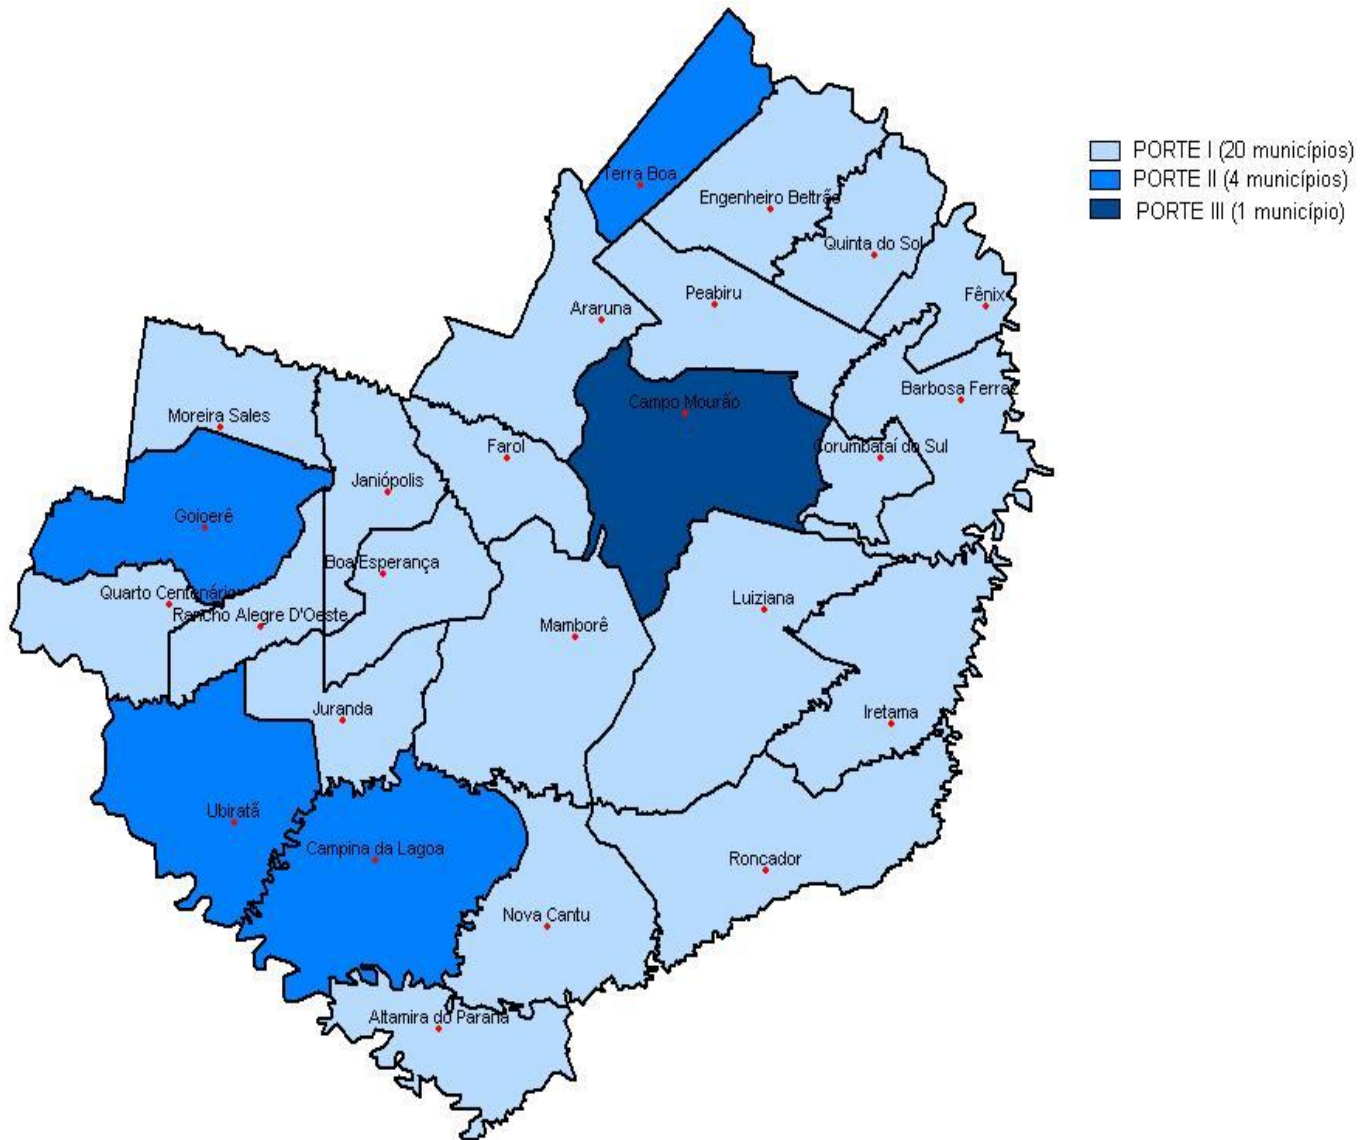 Terra Boa
PORTE I (20 municípios)
PORTE II (4 municípios)
PORTE III (1 município)
Engenheiro Beltrão
Quinta do Sol
Peabiru
Fênix
Araruna
Barbosa Ferraz
Campo Mourão
Moreira Sales
Farol
Corumbataí do Sul
Janiópolis
Goioerê
Boa Esperança
Quarto Centenário
Luiziana
Rancho Alegre D'Oeste
Mamborê
Juranda
Iretama
Ubiratã
Campina da Lagoa
Roncador
Nova Cantu
Altamira do Paraná